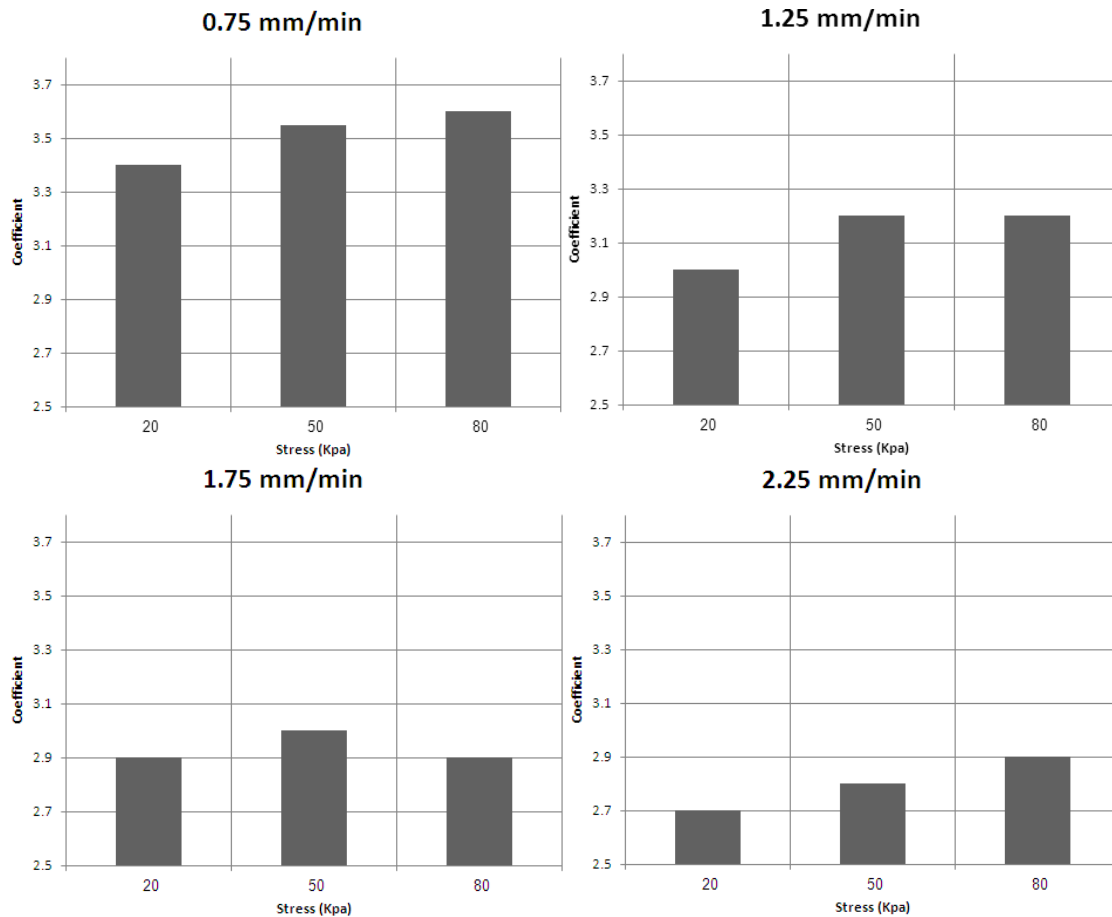 0.75 mm/min
3.7
3.5
3.3
3.1
2.9
2.7
2.5
Coefficient
20 50 80
Stress (Kpa)
1.25 mm/min
3.7
3.5
3.3
3.1
2.9
2.7
2.5
Coefficient
20 50 80
Stress (Kpa)
1.75 mm/min
3.7
3.5
3.3
3.1
2.9
2.7
2.5
Coefficient
20 50 80
Stress (Kpa)
2.25 mm/min
3.7
3.5
3.3
3.1
2.9
2.7
2.5
Coefficient
20 50 80
Stress (Kpa)